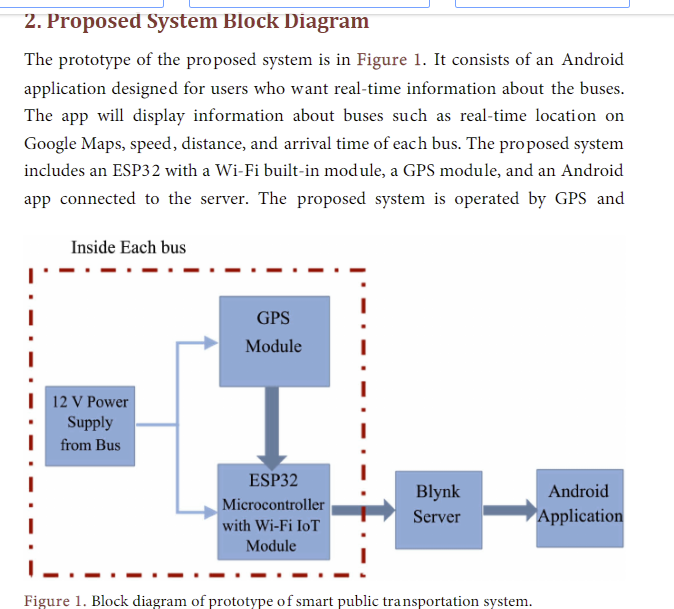 2. Proposed System Block Diagram
The prototype of the proposed system is in Figure 1. It consists of an Android
application designed for users who want real-time information about the buses.
The app will display information about buses such as real-time location on
Google Maps, speed, distance, and arrival time of each bus. The proposed system
includes an ESP32 with a Wi-Fi built-in module, a GPS module, and an Android
app connected to the server. The proposed system is operated by GPS and
Inside Each bus
GPS
Module
12 V Power
Supply
from Bus
ESP32
Microcontroller
with Wi-Fi IoT
Module
Blynk
Server
Android
Application
Figure 1. Block diagram of prototype of smart public transportation system.